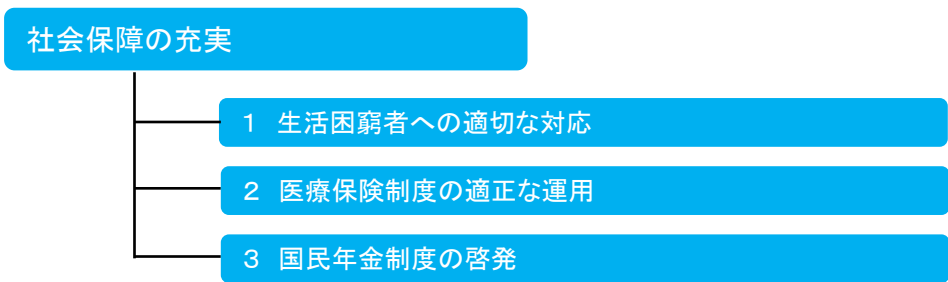 社会保障の充実
１ 生活困窮者への適切な対応
２ 医療保険制度の適正な運用
３ 国民年金制度の啓発